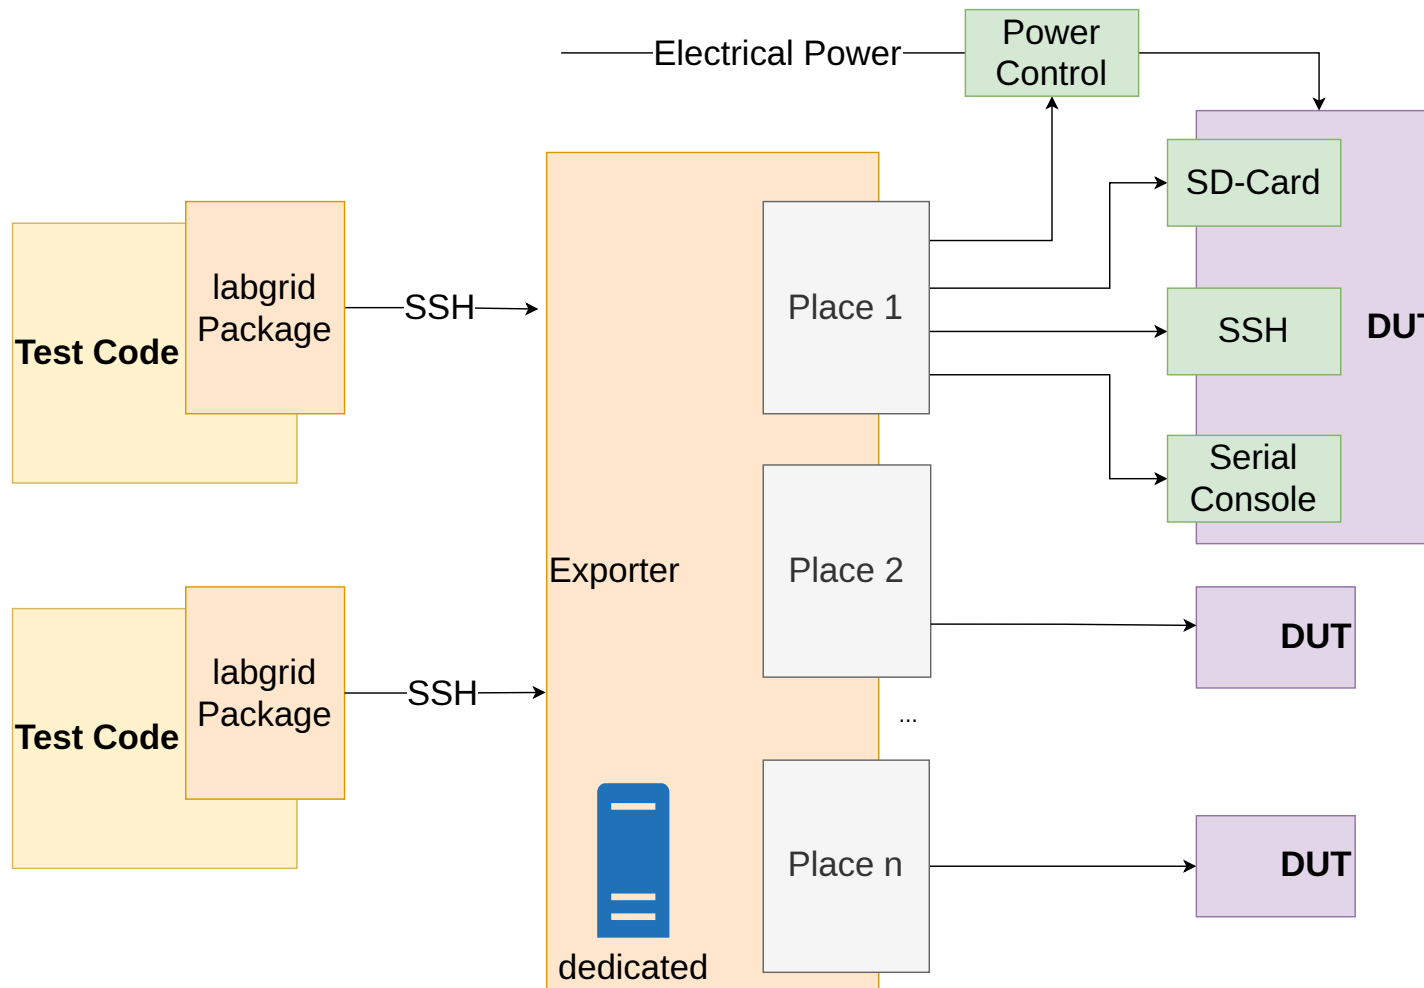 Electrical Power
Power
Control
SD-Card
labgrid
Package
SSH
Test Code
Place 1
SSH
DUT
Serial
Console
Exporter
Place 2
DUT
labgrid
Package
SSH
Test Code
...
Place n
DUT
dedicated